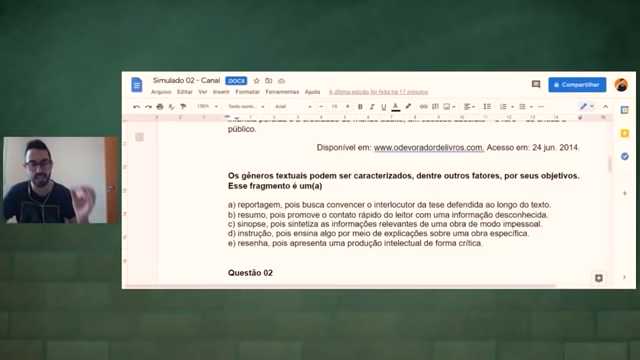 Simulado 02 - Canal .DOCX
Compartilhar
Arquivo Editar Ver Inserir Formatar Ferramentas Ajuda A última edição foi feita há 17 minutos
público.
Disponível em: www.odevoradordelivros.com. Acesso em: 24 jun. 2014.
Os gêneros textuais podem ser caracterizados, dentre outros fatores, por seus objetivos.
Esse fragmento é um(a)
a) reportagem, pois busca convencer o interlocutor da tese defendida ao longo do texto.
b) resumo, pois promove o contato rápido do leitor com uma informação desconhecida.
c) sinopse, pois sintetiza as informações relevantes de uma obra de modo impessoal.
d) instrução, pois ensina algo por meio de explicações sobre uma obra específica.
e) resenha, pois apresenta uma produção intelectual de forma crítica.
Questão 02